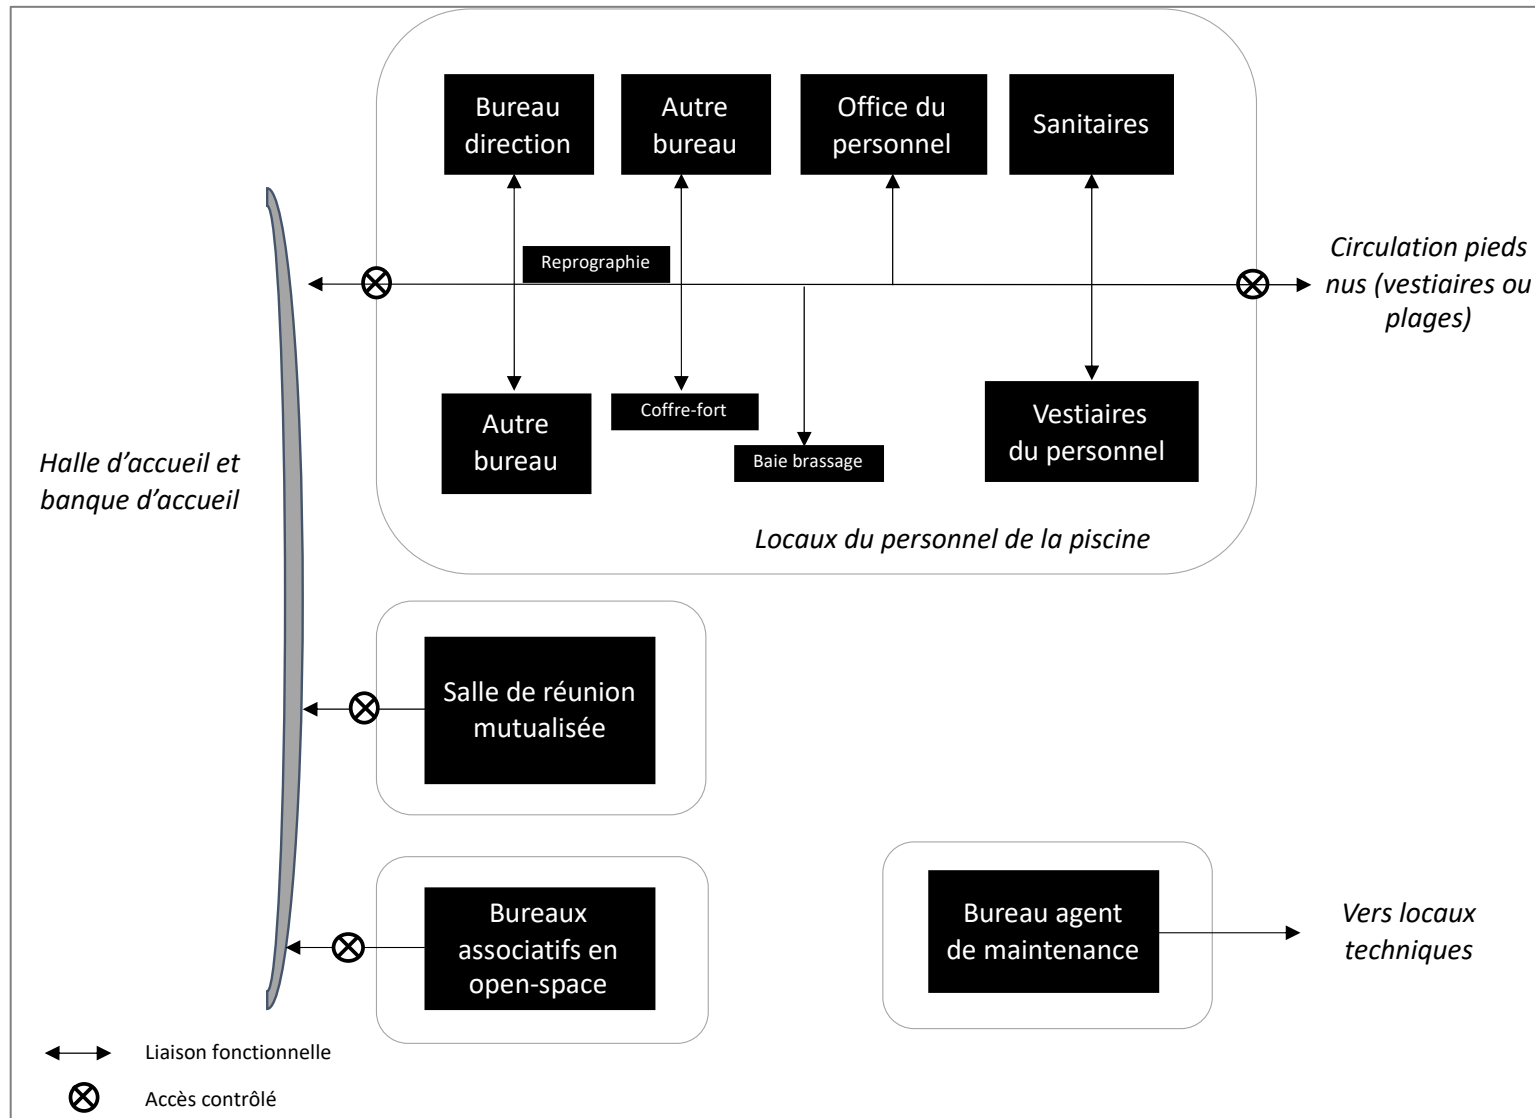 Bureau
direction
Autre
bureau
Office du
personnel
Sanitaires
Reprographie
Circulation pieds
nus (vestiaires ou
plages)
Autre
bureau
Coffre-fort
Baie brassage
Vestiaires
du personnel
Halle d’accueil et
banque d’accueil
Locaux du personnel de la piscine
Salle de réunion
mutualisée
Bureaux
associatifs en
open-space
Bureau agent
de maintenance
Vers locaux
techniques
Liaison fonctionnelle
Accès contrôlé